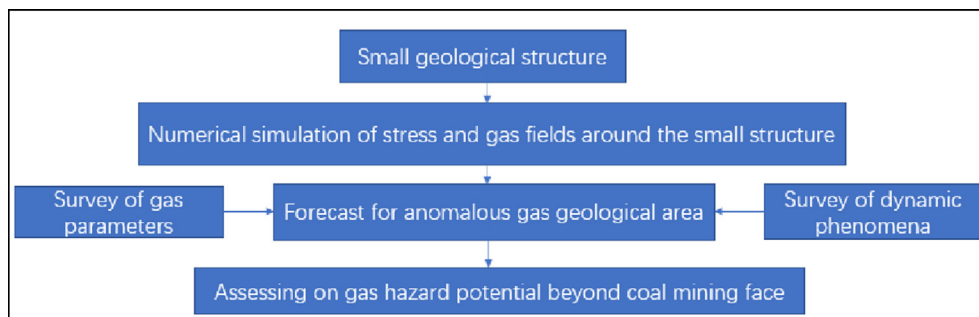 Small geological structure
Numerical simulation of stress and gas fields around the small structure
Survey of gas
parameters
Forecast for anomalous gas geological area
Survey of dynamic
phenomena
Assessing on gas hazard potential beyond coal mining face